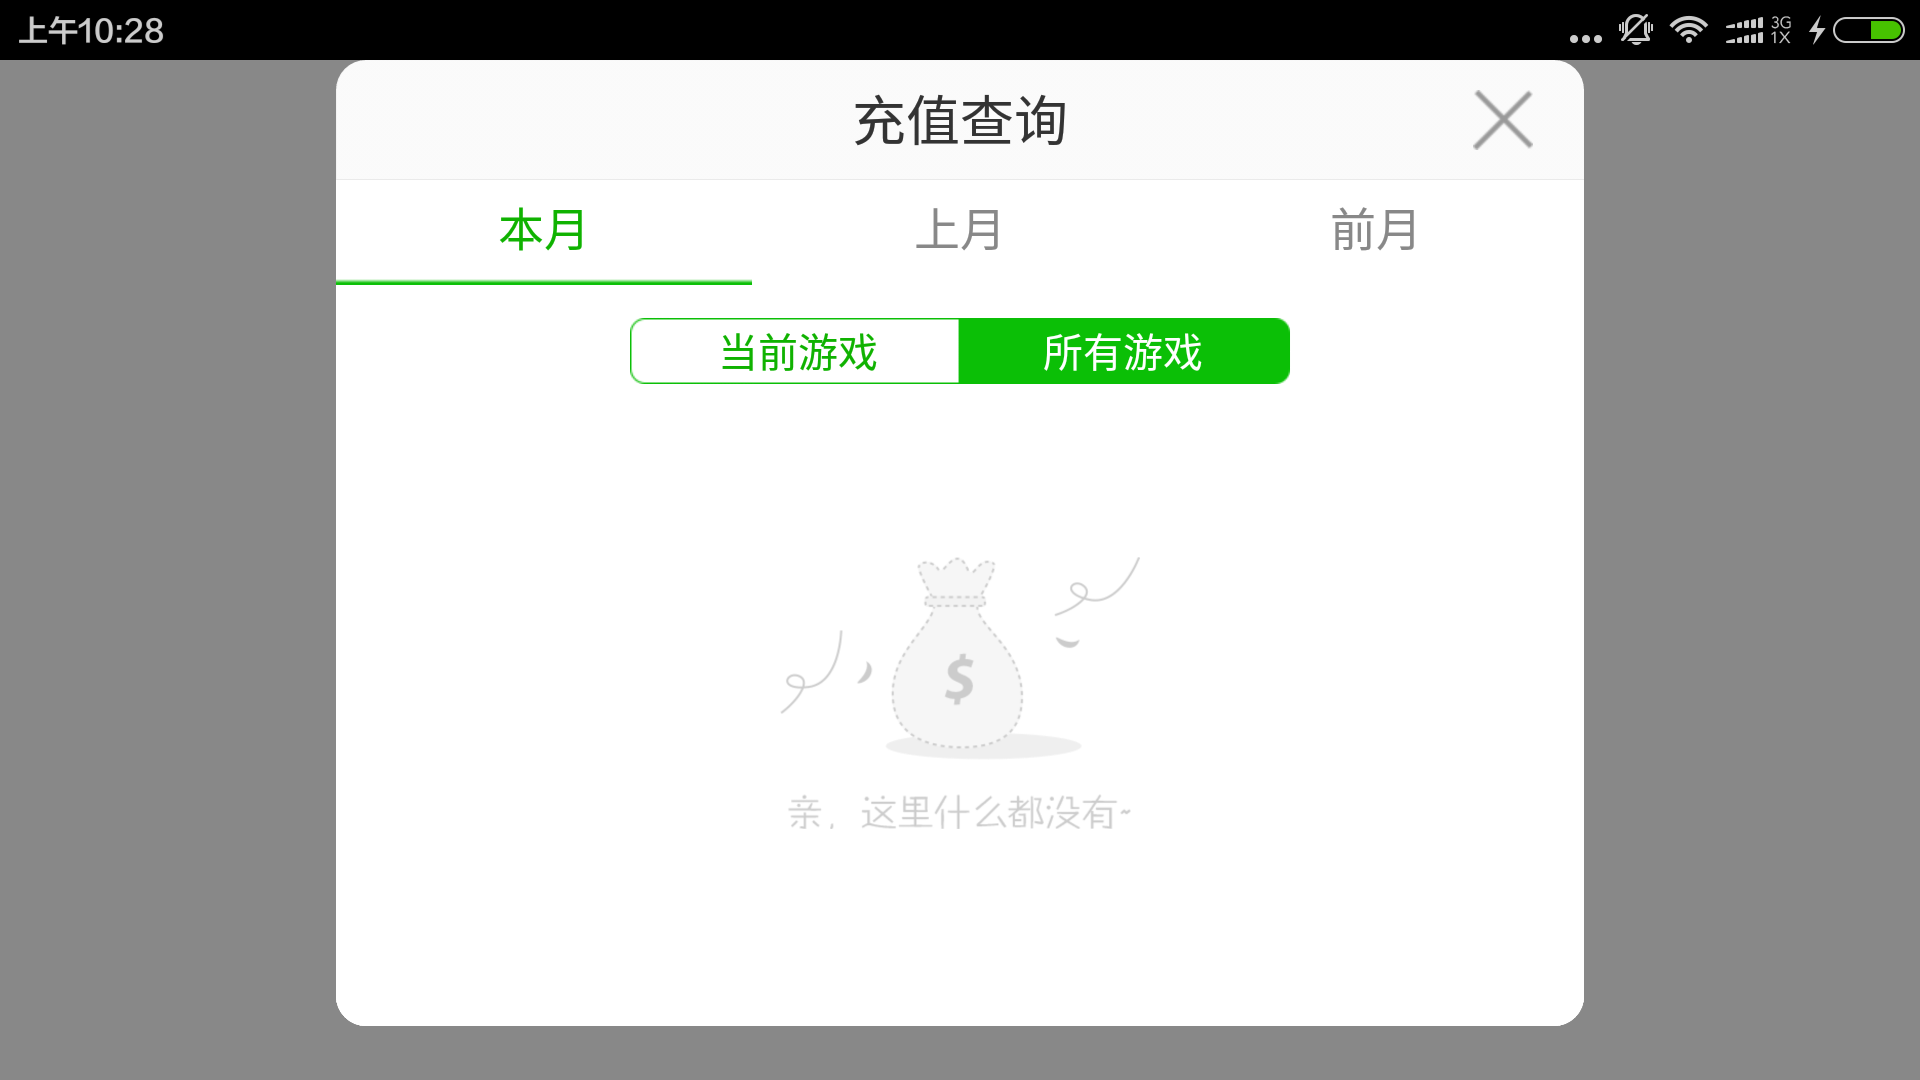 上午10:28
3G
1X
充值查询
本月
上月
前月
当前游戏
所有游戏
$
亲，这里什么都没有~